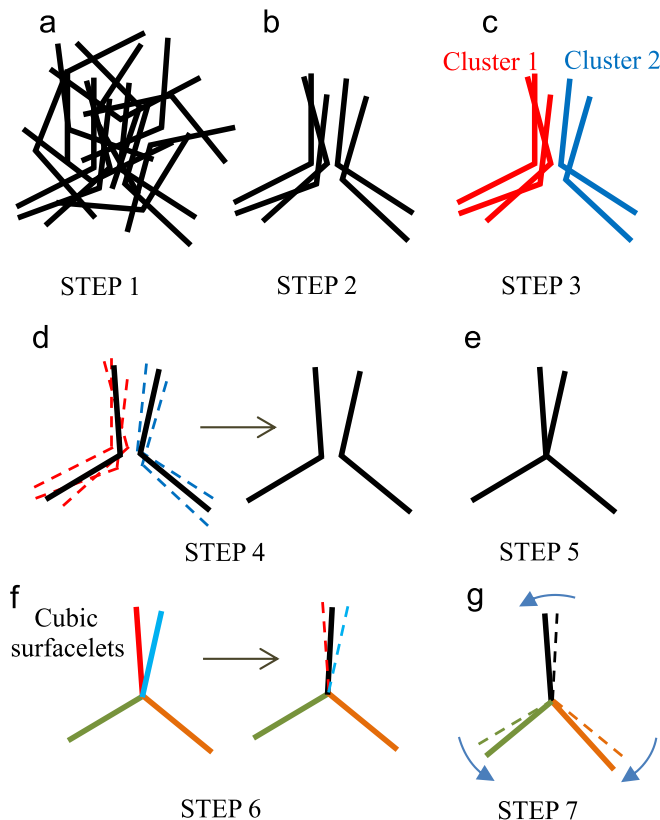 a
b
c
Cluster 1
Cluster 2
STEP 1
STEP 2
STEP 3
d
e
STEP 4
STEP 5
f
g
Cubic
surfacelets
STEP 6
STEP 7